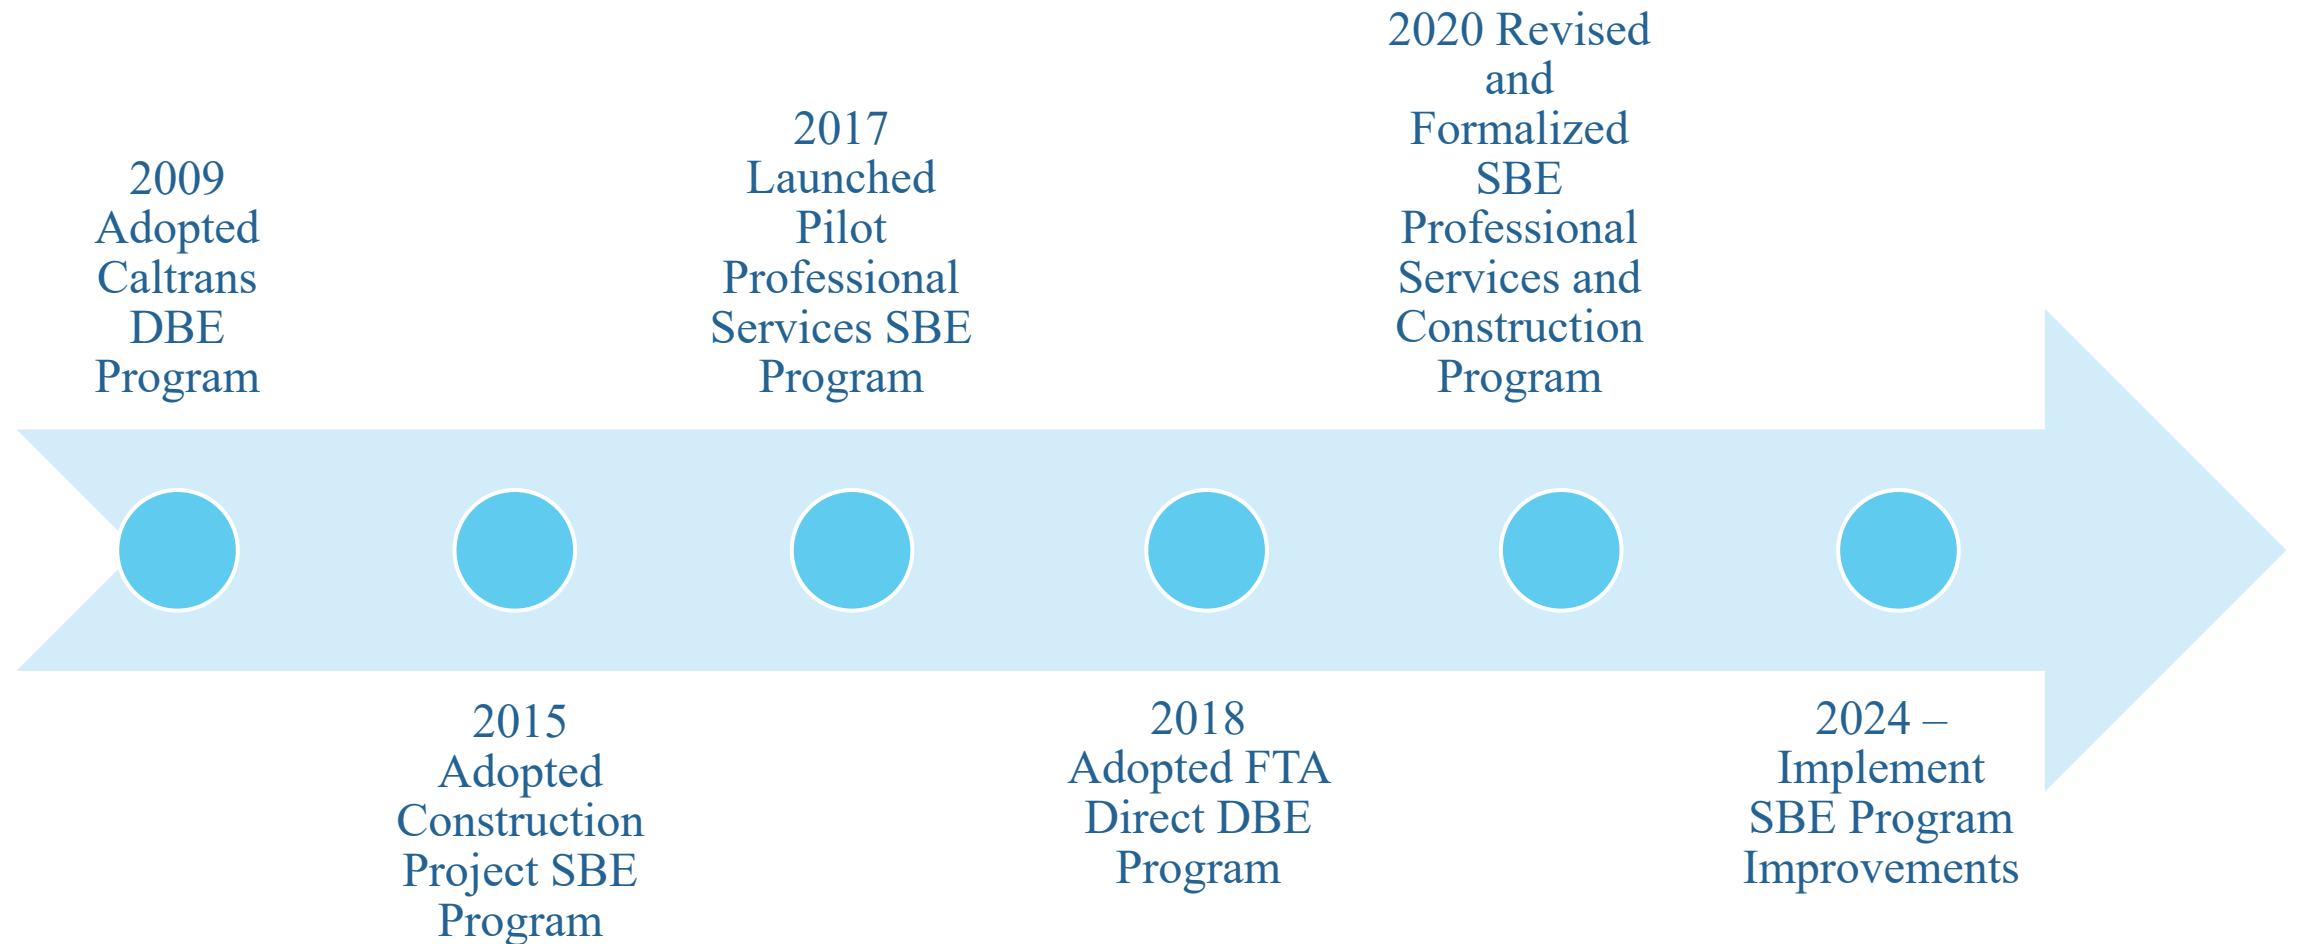 2009
Adopted
Caltrans
DBE
Program
2015
Adopted
Construction
Project SBE
Program
2017
Launched
Pilot
Professional
Services SBE
Program
2018
Adopted FTA
Direct DBE
Program
2020 Revised
and
Formalized
SBE
Professional
Services and
Construction
Program
2024 –
Implement
SBE Program
Improvements